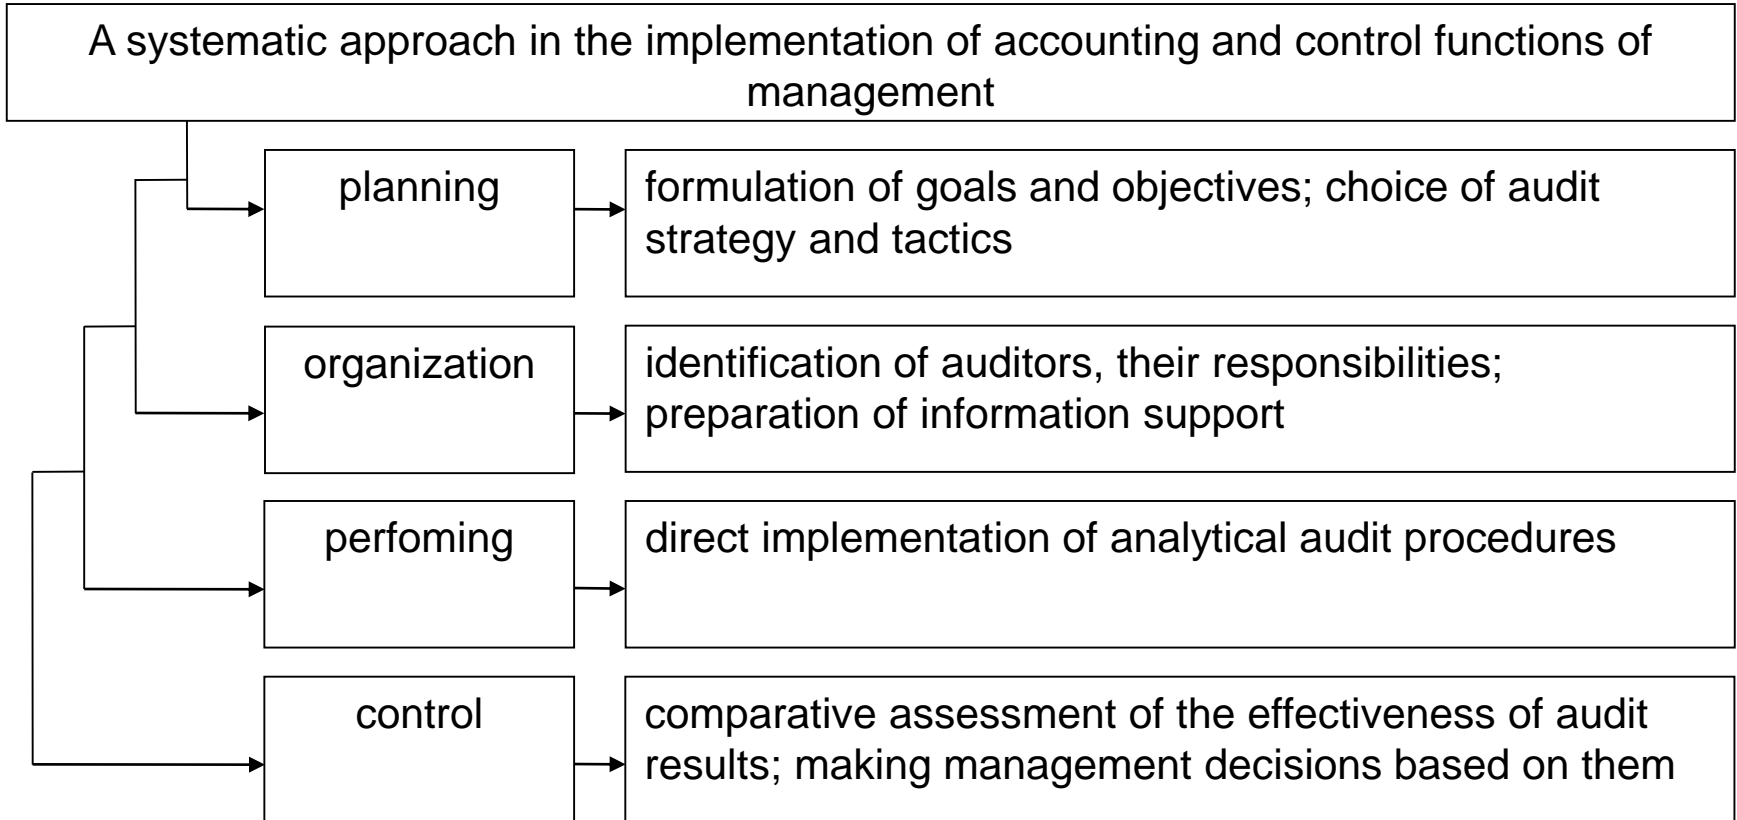 A systematic approach in the implementation of accounting and control functions of
management
planning
formulation of goals and objectives; choice of audit
strategy and tactics
organization
identification of auditors, their responsibilities;
preparation of information support
perfoming
direct implementation of analytical audit procedures
control
comparative assessment of the effectiveness of audit
results; making management decisions based on them